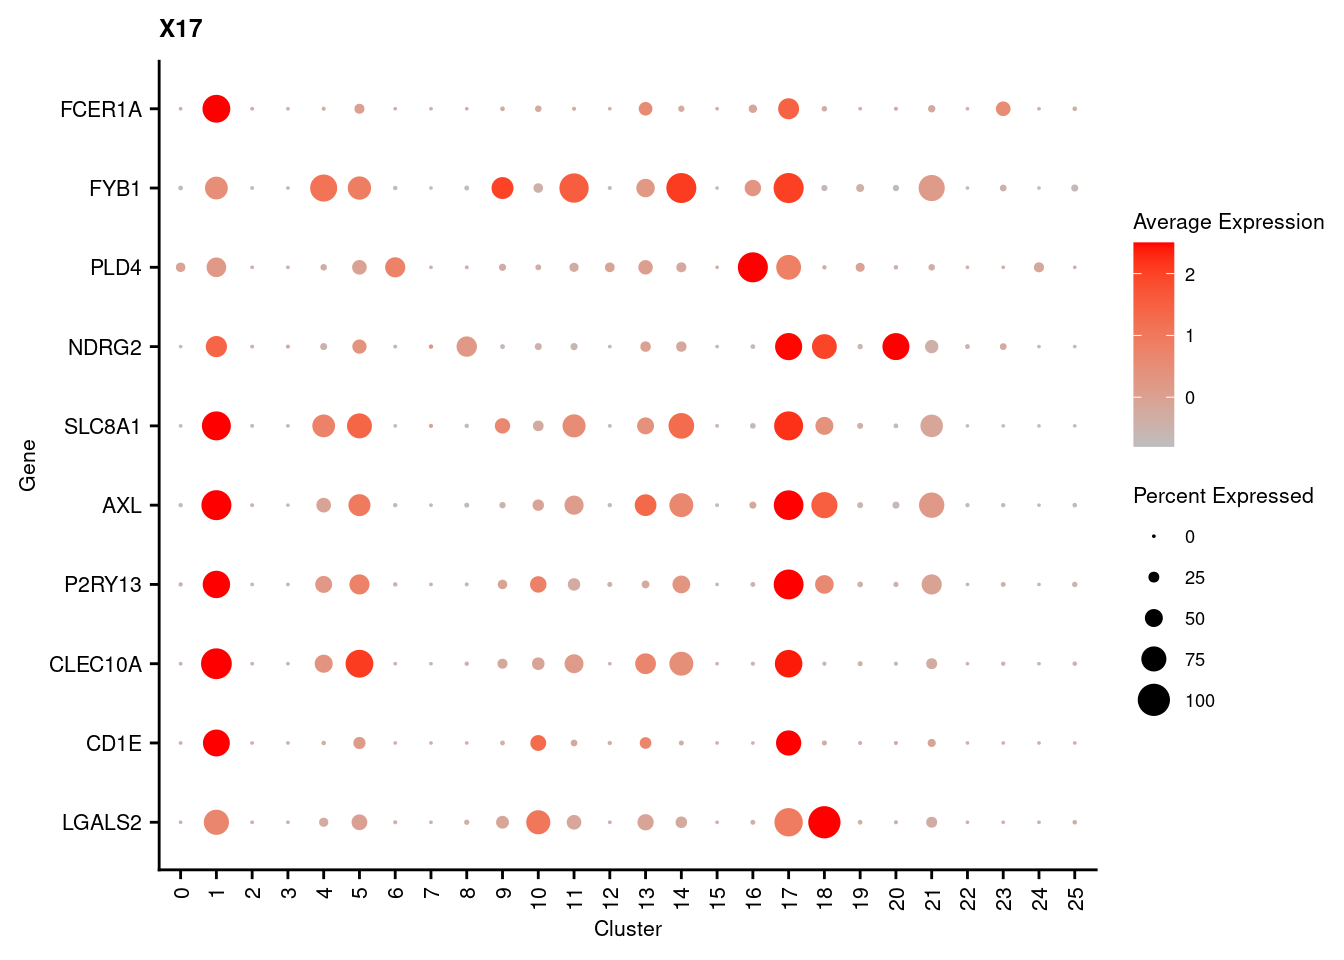 X17
FCER1A
FYB1
PLD4
NDRG2
SLC8A1
AXL
P2RY13
CLEC10A
CD1E
LGALS2
Gene
0 1 2 3 4 5 6 7 8 9 10 11 12 13 14 15 16 17 18 19 20 21 22 23 24 25
Cluster
Average Expression
2
1
0
Percent Expressed
0
25
50
75
100